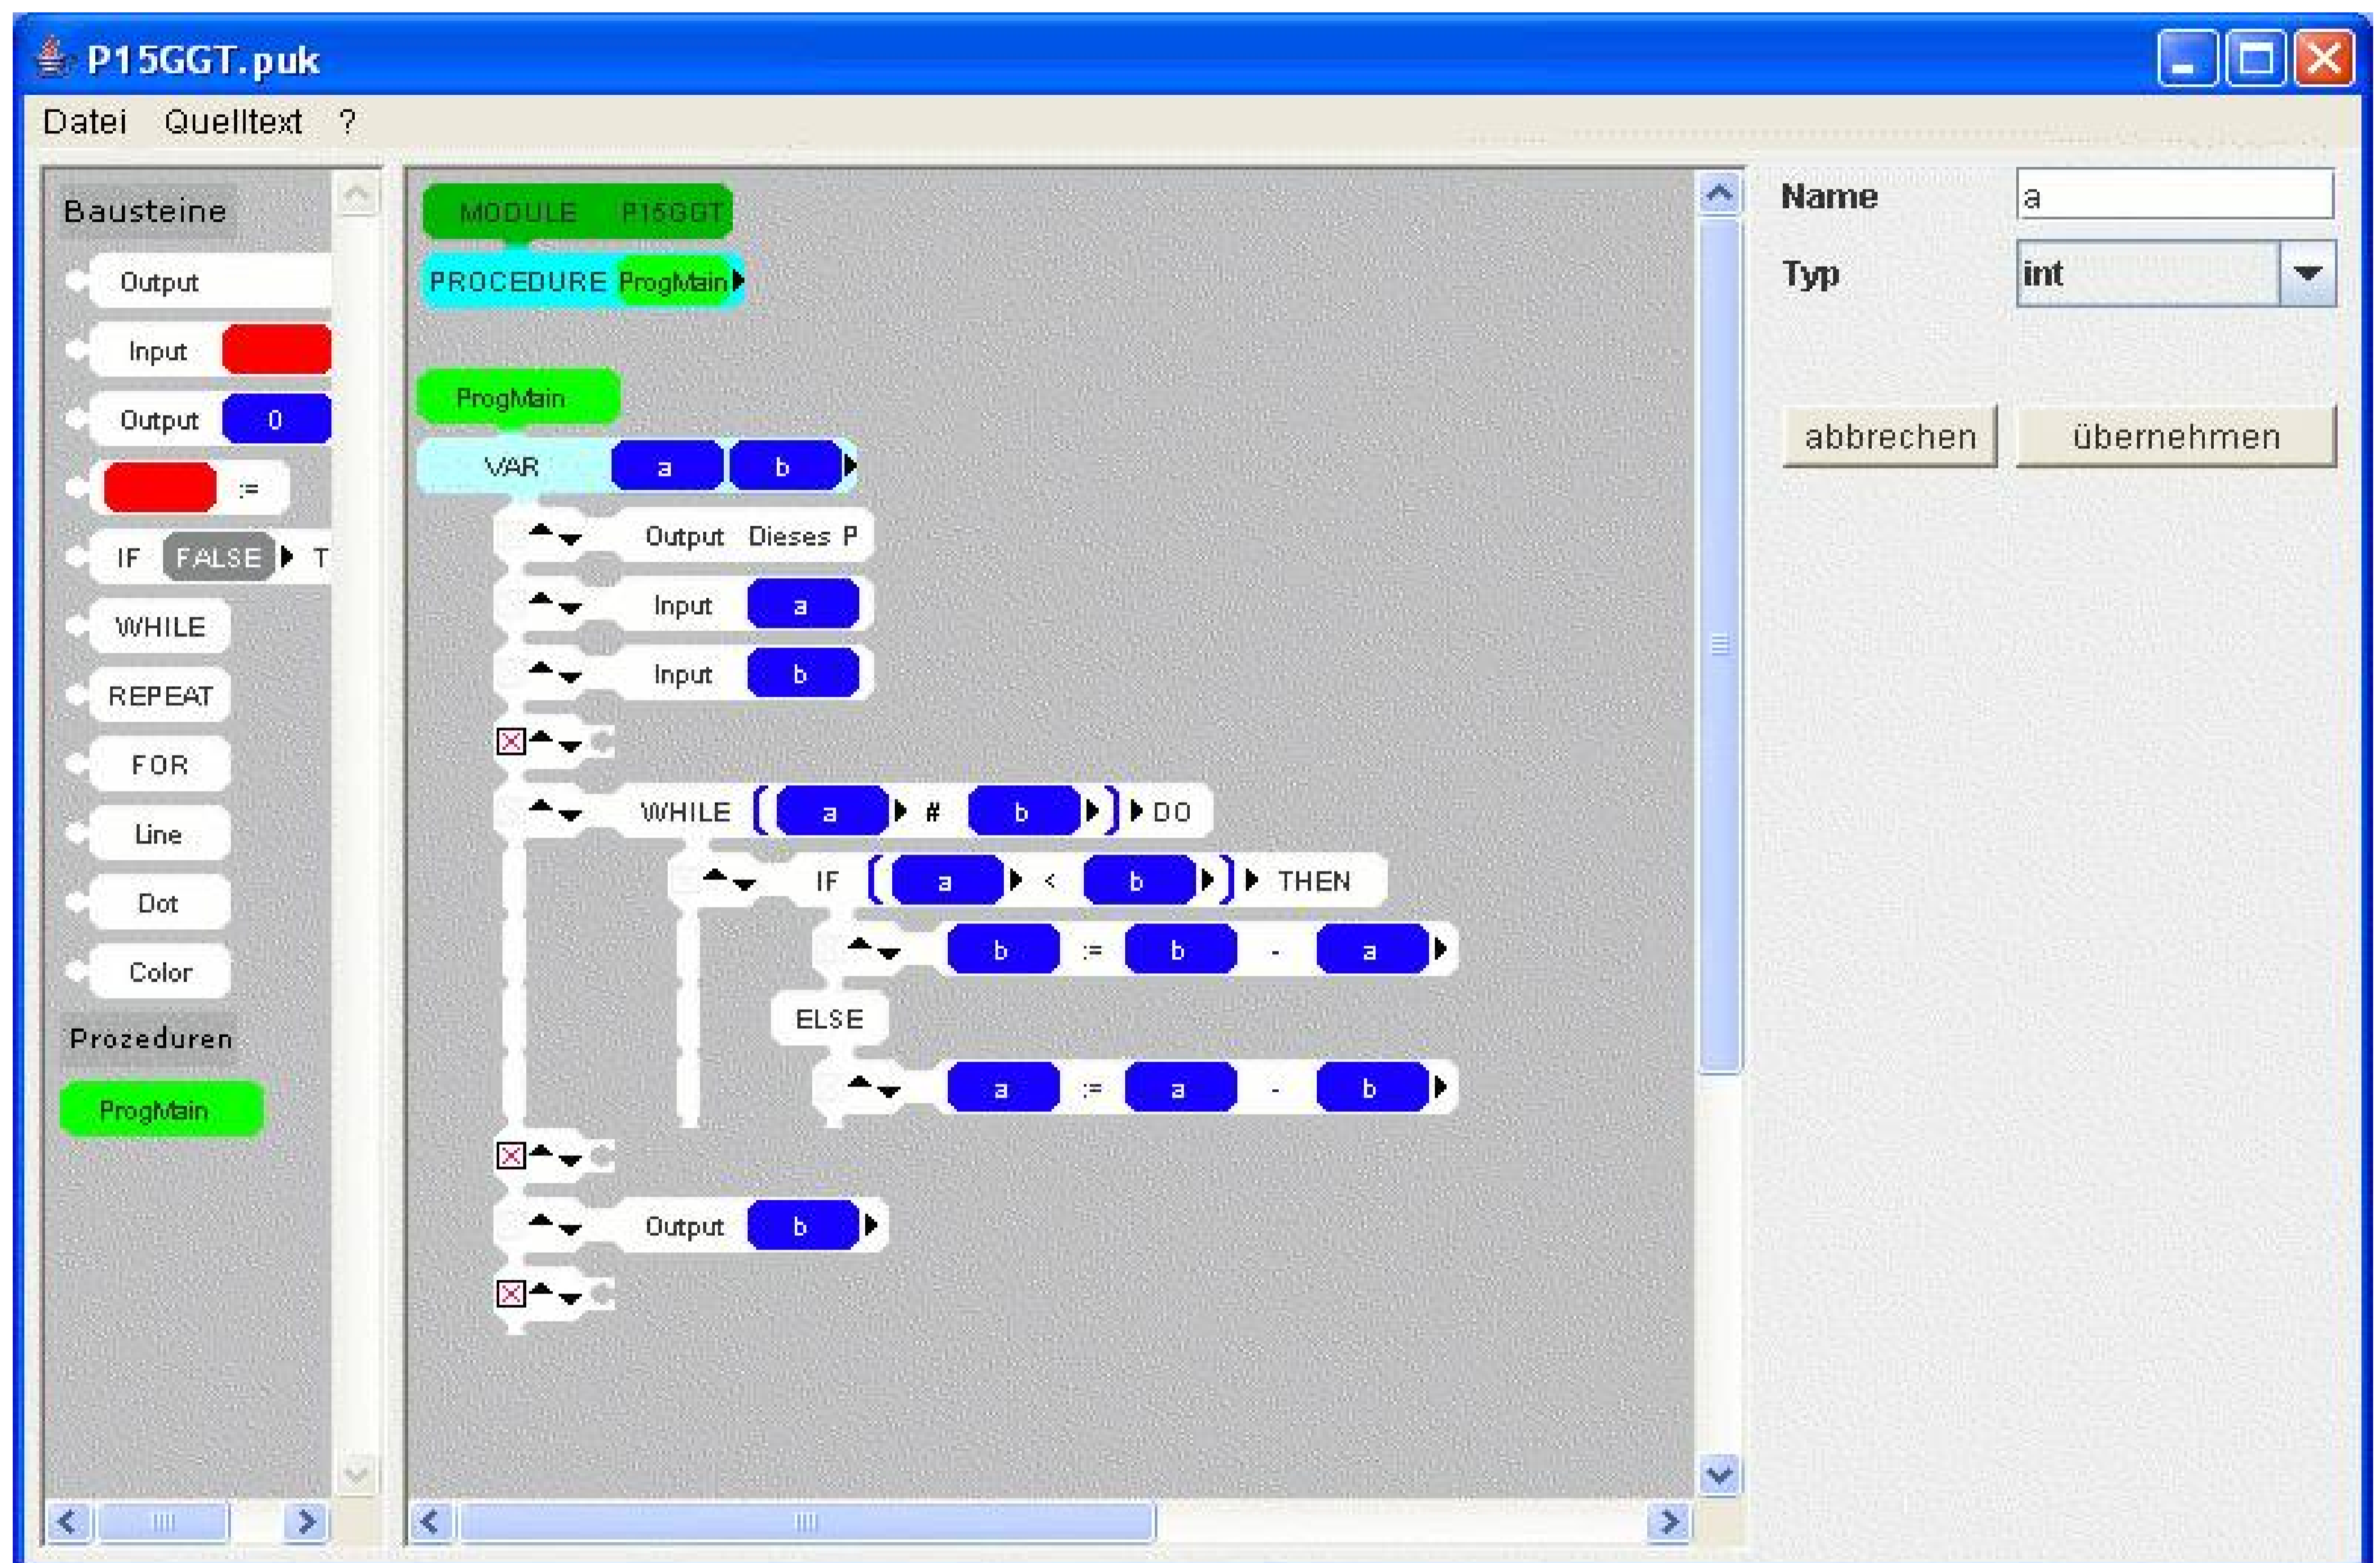 P15GGT.puk
Datei Quelltext ?
Bausteine
Output
Input
Output 0
:=
IF FALSE T
WHILE
REPEAT
FOR
Line
Dot
Color
Prozeduren
ProgMain
MODULE P15GGT
PROCEDURE ProgMain
ProgMain
VAR a b
Output Dieses P
Input a
Input b
WHILE ( a # b ) DO
IF ( a < b ) THEN
b := b - a
ELSE
a := a - b
Output b
Name a
Typ int
abbrechen übernehmen